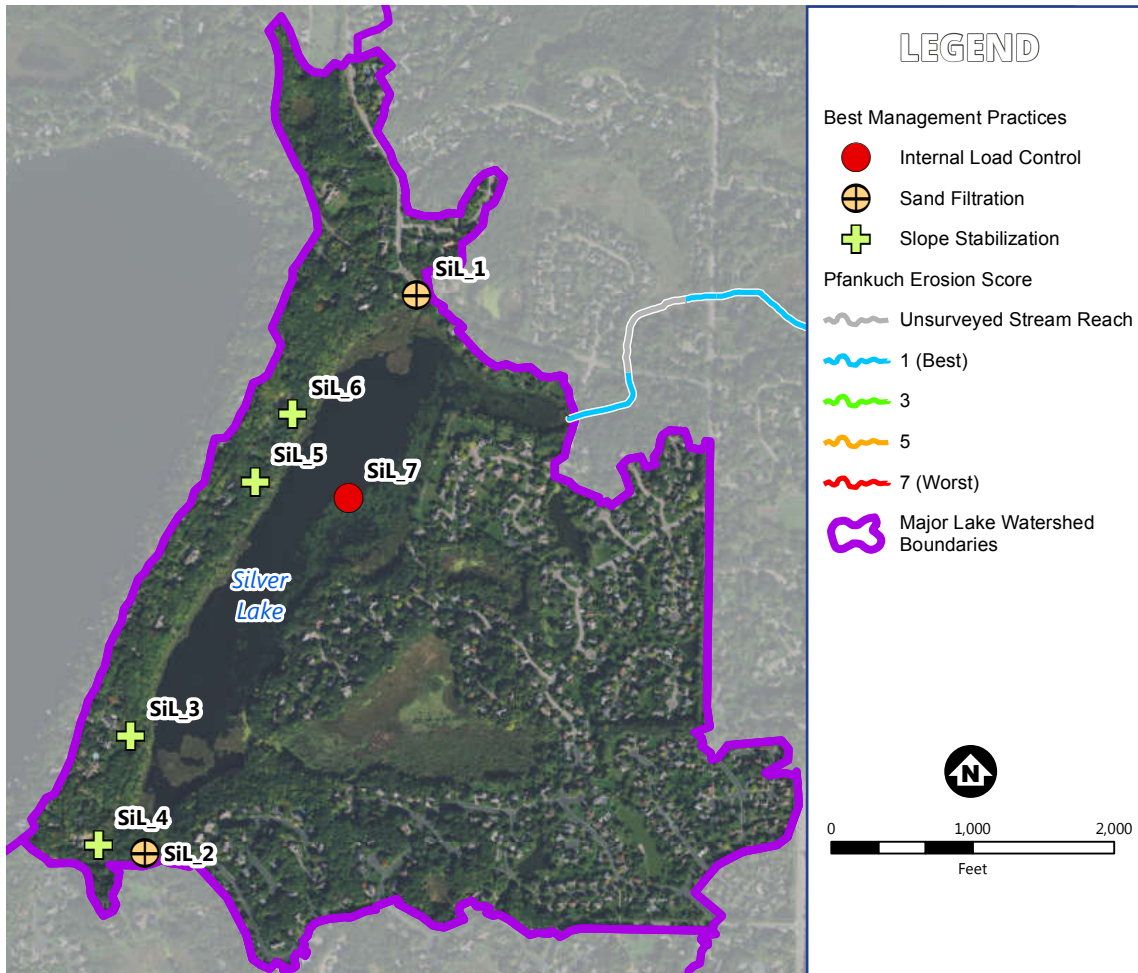 SiL_1
SiL_6
SiL_5
SiL_7
Silver
Lake
SiL_3
SiL_4
SiL_2
LEGEND
Best Management Practices
Internal Load Control
Sand Filtration
Slope Stabilization
Pfankuch Erosion Score
Unsurveyed Stream Reach
1 (Best)
3
5
7 (Worst)
Major Lake Watershed
Boundaries
N
0 1,000 2,000
Feet